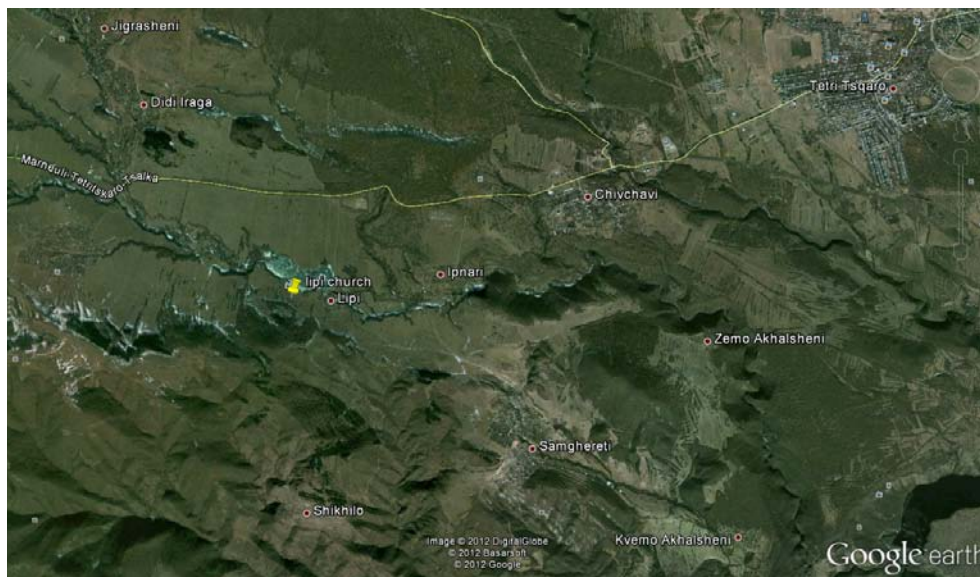 Jigrasheni
Didi Iraga
Tetri Tsqaro
Marneuli-Tetritskaro-Tsalka
Chivchavi
Ipnari
lipi church
Lipi
Zemo Akhalsheni
Samghereti
Shikhilo
Kvemo Akhalsheni
Image © 2012 DigitalGlobe
© 2012 Basarsoft
© 2012 Google
Google earth